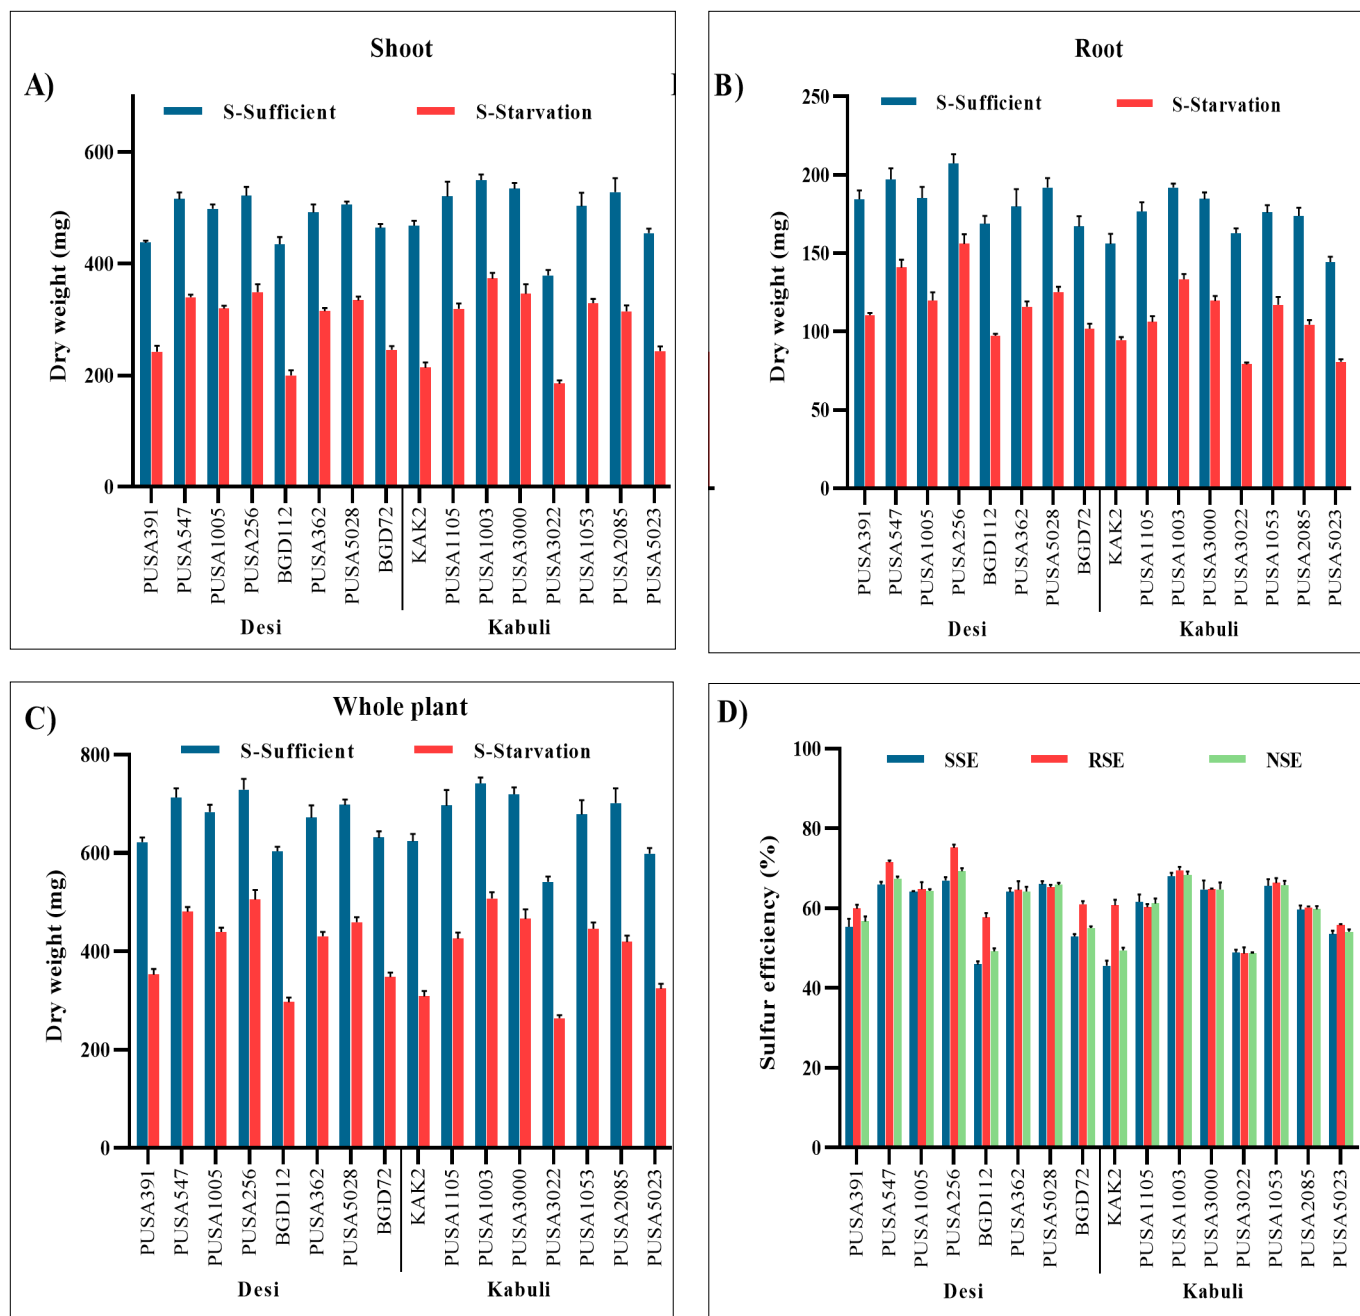 Shoot
A)
S-Sufficient
S-Starvation
Dry weight (mg)
600
400
200
0
PUSA391
PUSA547
PUSA1005
PUSA256
BGD112
PUSA362
PUSA5028
BGD72
KAK2
PUSA1105
PUSA1003
PUSA3000
PUSA3022
PUSA1053
PUSA2085
PUSA5023
Desi
Kabuli
Root
B)
S-Sufficient
S-Starvation
Dry weight (mg)
250
200
150
100
50
0
PUSA391
PUSA547
PUSA1005
PUSA256
BGD112
PUSA362
PUSA5028
BGD72
KAK2
PUSA1105
PUSA1003
PUSA3000
PUSA3022
PUSA1053
PUSA2085
PUSA5023
Desi
Kabuli
Whole plant
C)
S-Sufficient
S-Starvation
Dry weight (mg)
800
600
400
200
0
PUSA391
PUSA547
PUSA1005
PUSA256
BGD112
PUSA362
PUSA5028
BGD72
KAK2
PUSA1105
PUSA1003
PUSA3000
PUSA3022
PUSA1053
PUSA2085
PUSA5023
Desi
Kabuli
D)
SSE
RSE
NSE
Sulfur efficiency (%)
100
80
60
40
20
0
PUSA391
PUSA547
PUSA1005
PUSA256
BGD112
PUSA362
PUSA5028
BGD72
KAK2
PUSA1105
PUSA1003
PUSA3000
PUSA3022
PUSA1053
PUSA2085
PUSA5023
Desi
Kabuli